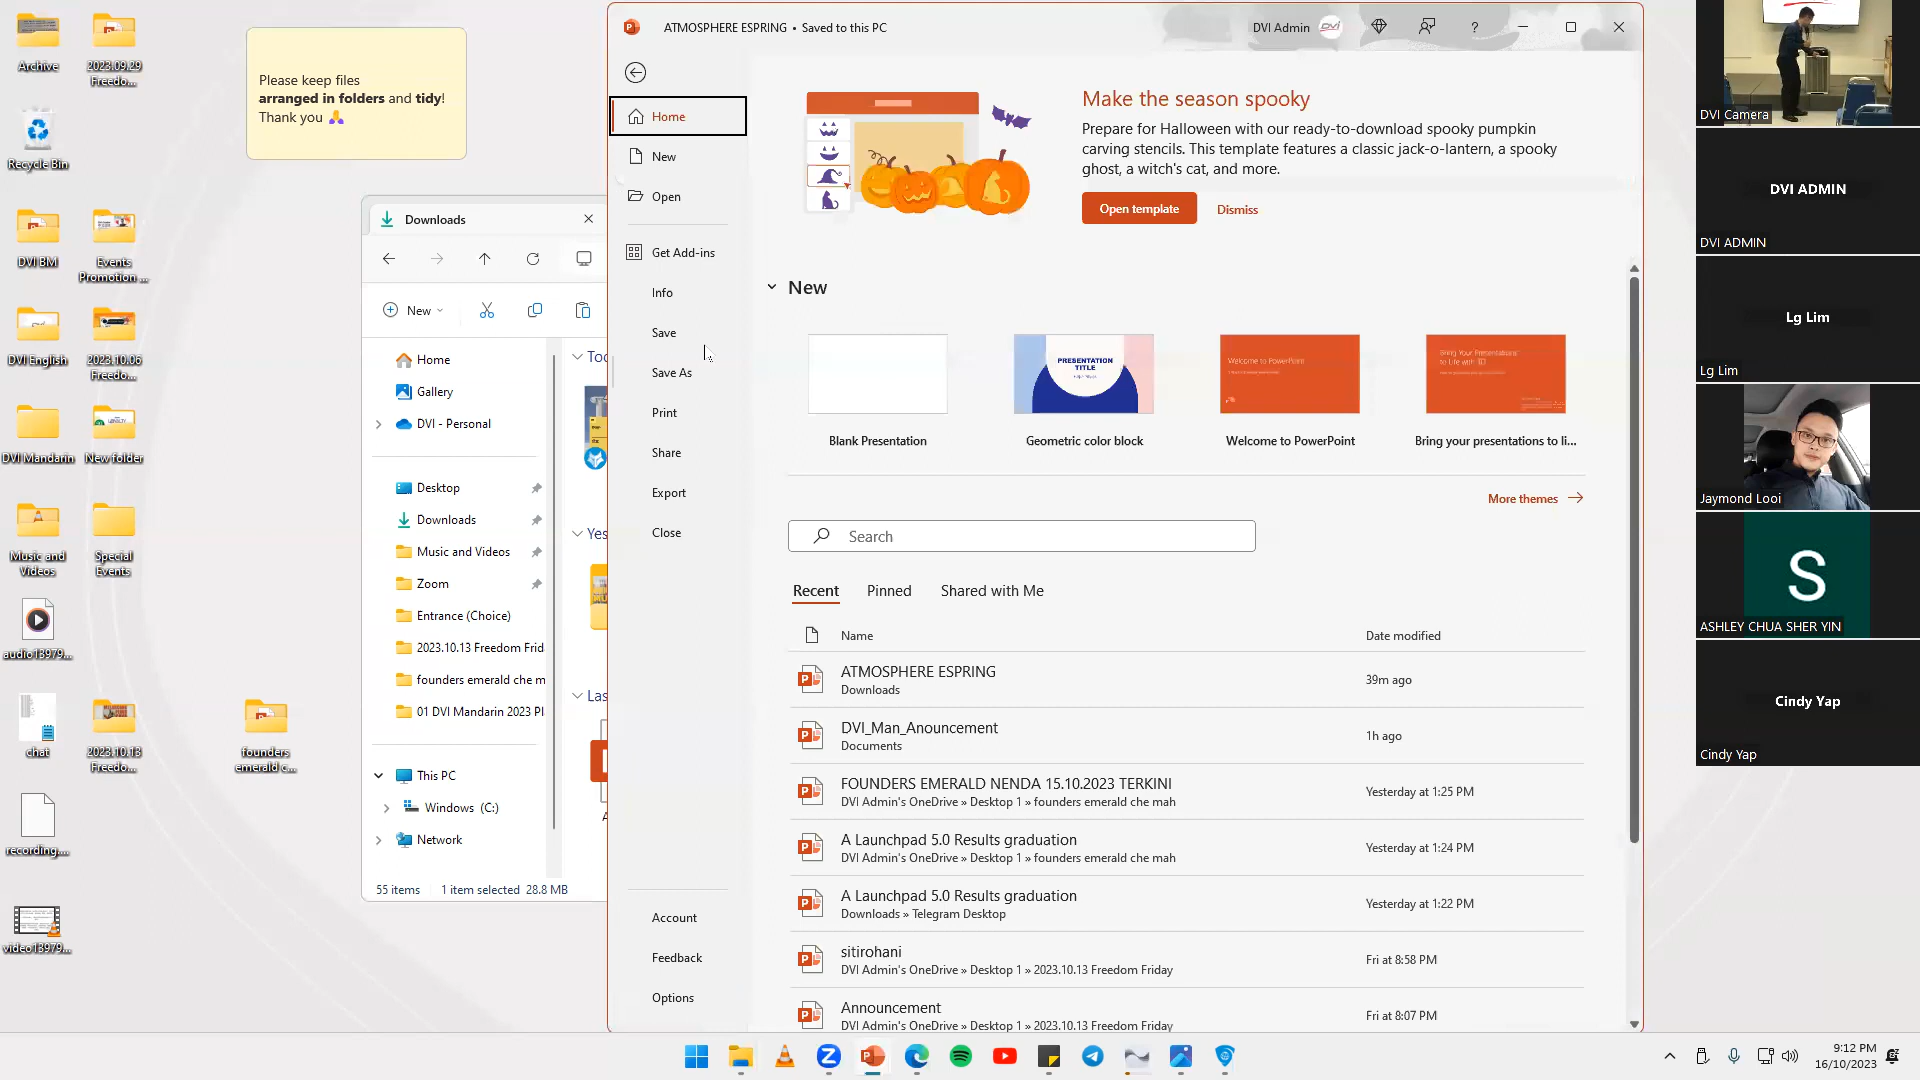 Archive
2023.09.29
Freedo...
Recycle Bin
DVI BM
Events
Promotion ...
DVI English
2023.10.06
Freedo...
DVI Mandarin
New folder
Music and
Videos
Special
Events
audio13979...
chat
2023.10.13
Freedo...
founders
emerald c...
recording....
video13979...
Please keep files
arranged in folders and tidy!
Thank you
Downloads
New
Home
Gallery
DVI - Personal
Desktop
Downloads
Music and Videos
Zoom
Entrance (Choice)
2023.10.13 Freedom Frid
founders emerald che m
01 DVI Mandarin 2023 Pl
This PC
Windows (C:)
Network
Yes
Las
55 items
1 item selected 28.8 MB
ATMOSPHERE ESPRING • Saved to this PC
DVI Admin
DVI
?
Home
New
Open
Get Add-ins
Info
Save
Save As
Print
Share
Export
Close
Account
Feedback
Options
Make the season spooky
Prepare for Halloween with our ready-to-download spooky pumpkin
carving stencils. This template features a classic jack-o-lantern, a spooky
ghost, a witch's cat, and more.
Open template
Dismiss
New
PRESENTATION
TITLE
Welcome to PowerPoint
Bring Your Presentations
to Life with 3D
Blank Presentation
Geometric color block
Welcome to PowerPoint
Bring your presentations to li...
More themes
Search
Recent
Pinned
Shared with Me
Name
Date modified
ATMOSPHERE ESPRING
Downloads
39m ago
DVI_Man_Anouncement
Documents
1h ago
FOUNDERS EMERALD NENDA 15.10.2023 TERKINI
DVI Admin's OneDrive » Desktop 1 » founders emerald che mah
Yesterday at 1:25 PM
A Launchpad 5.0 Results graduation
DVI Admin's OneDrive » Desktop 1 » founders emerald che mah
Yesterday at 1:24 PM
A Launchpad 5.0 Results graduation
Downloads » Telegram Desktop
Yesterday at 1:22 PM
sitirohani
DVI Admin's OneDrive » Desktop 1 » 2023.10.13 Freedom Friday
Fri at 8:58 PM
Announcement
DVI Admin's OneDrive » Desktop 1 » 2023.10.13 Freedom Friday
Fri at 8:07 PM
DVI Camera
DVI ADMIN
DVI ADMIN
Lg Lim
Lg Lim
Jaymond Looi
S
ASHLEY CHUA SHER YIN
Cindy Yap
Cindy Yap
9:12 PM
16/10/2023